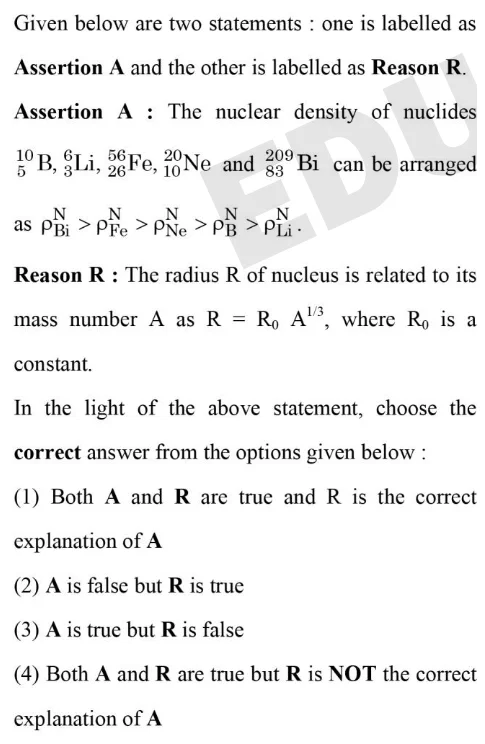 Given below are two statements : one is labelled as
Assertion A and the other is labelled as Reason R.
Assertion A : The nuclear density of nuclides
¹⁰₅B, ⁶₃Li, ⁵⁶₂₆Fe, ²⁰₁₀Ne and ²⁰⁹₈₃Bi can be arranged
as ρᴺ_Bi > ρᴺ_Fe > ρᴺ_Ne > ρᴺ_B > ρᴺ_Li .
Reason R : The radius R of nucleus is related to its
mass number A as R = R₀ A^1/3, where R₀ is a
constant.
In the light of the above statement, choose the
correct answer from the options given below :
(1) Both A and R are true and R is the correct
explanation of A
(2) A is false but R is true
(3) A is true but R is false
(4) Both A and R are true but R is NOT the correct
explanation of A
EDU